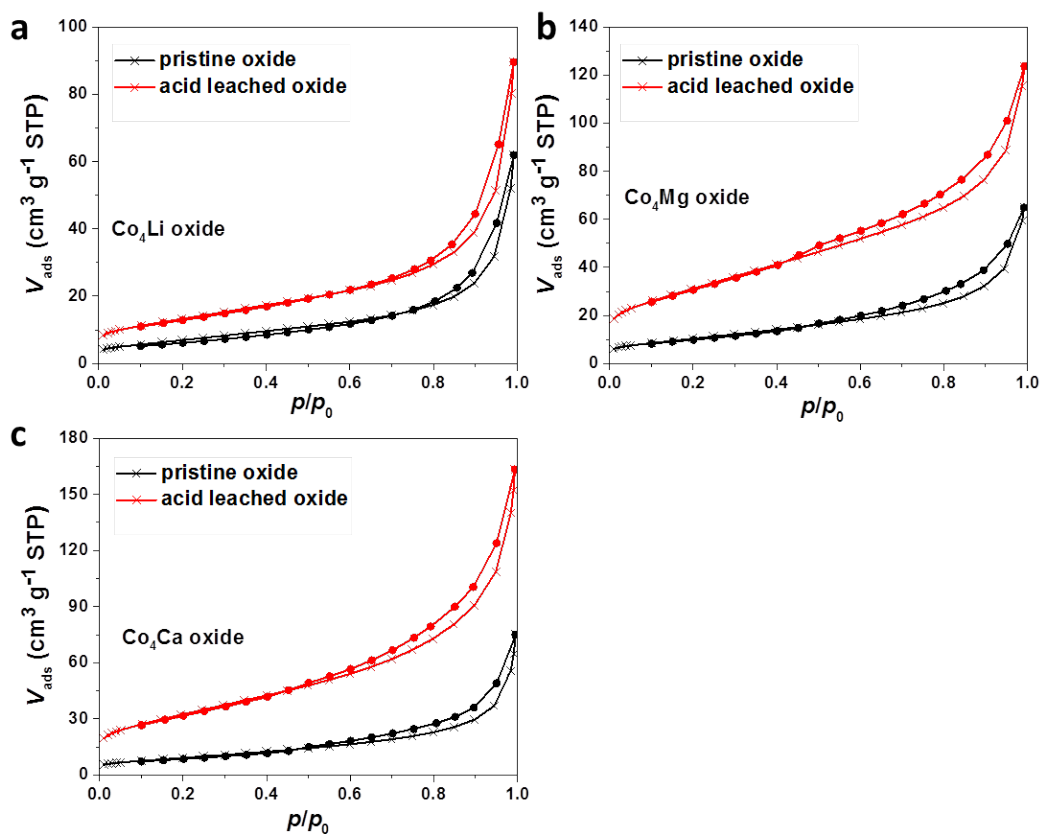 a
100
80
60
40
20
0
V_ads (cm³ g⁻¹ STP)
pristine oxide
acid leached oxide
Co₄Li oxide
0.0 0.2 0.4 0.6 0.8 1.0
p/p₀
b
140
120
100
80
60
40
20
0
V_ads (cm³ g⁻¹ STP)
pristine oxide
acid leached oxide
Co₄Mg oxide
0.0 0.2 0.4 0.6 0.8 1.0
p/p₀
c
180
150
120
90
60
30
0
V_ads (cm³ g⁻¹ STP)
pristine oxide
acid leached oxide
Co₄Ca oxide
0.0 0.2 0.4 0.6 0.8 1.0
p/p₀